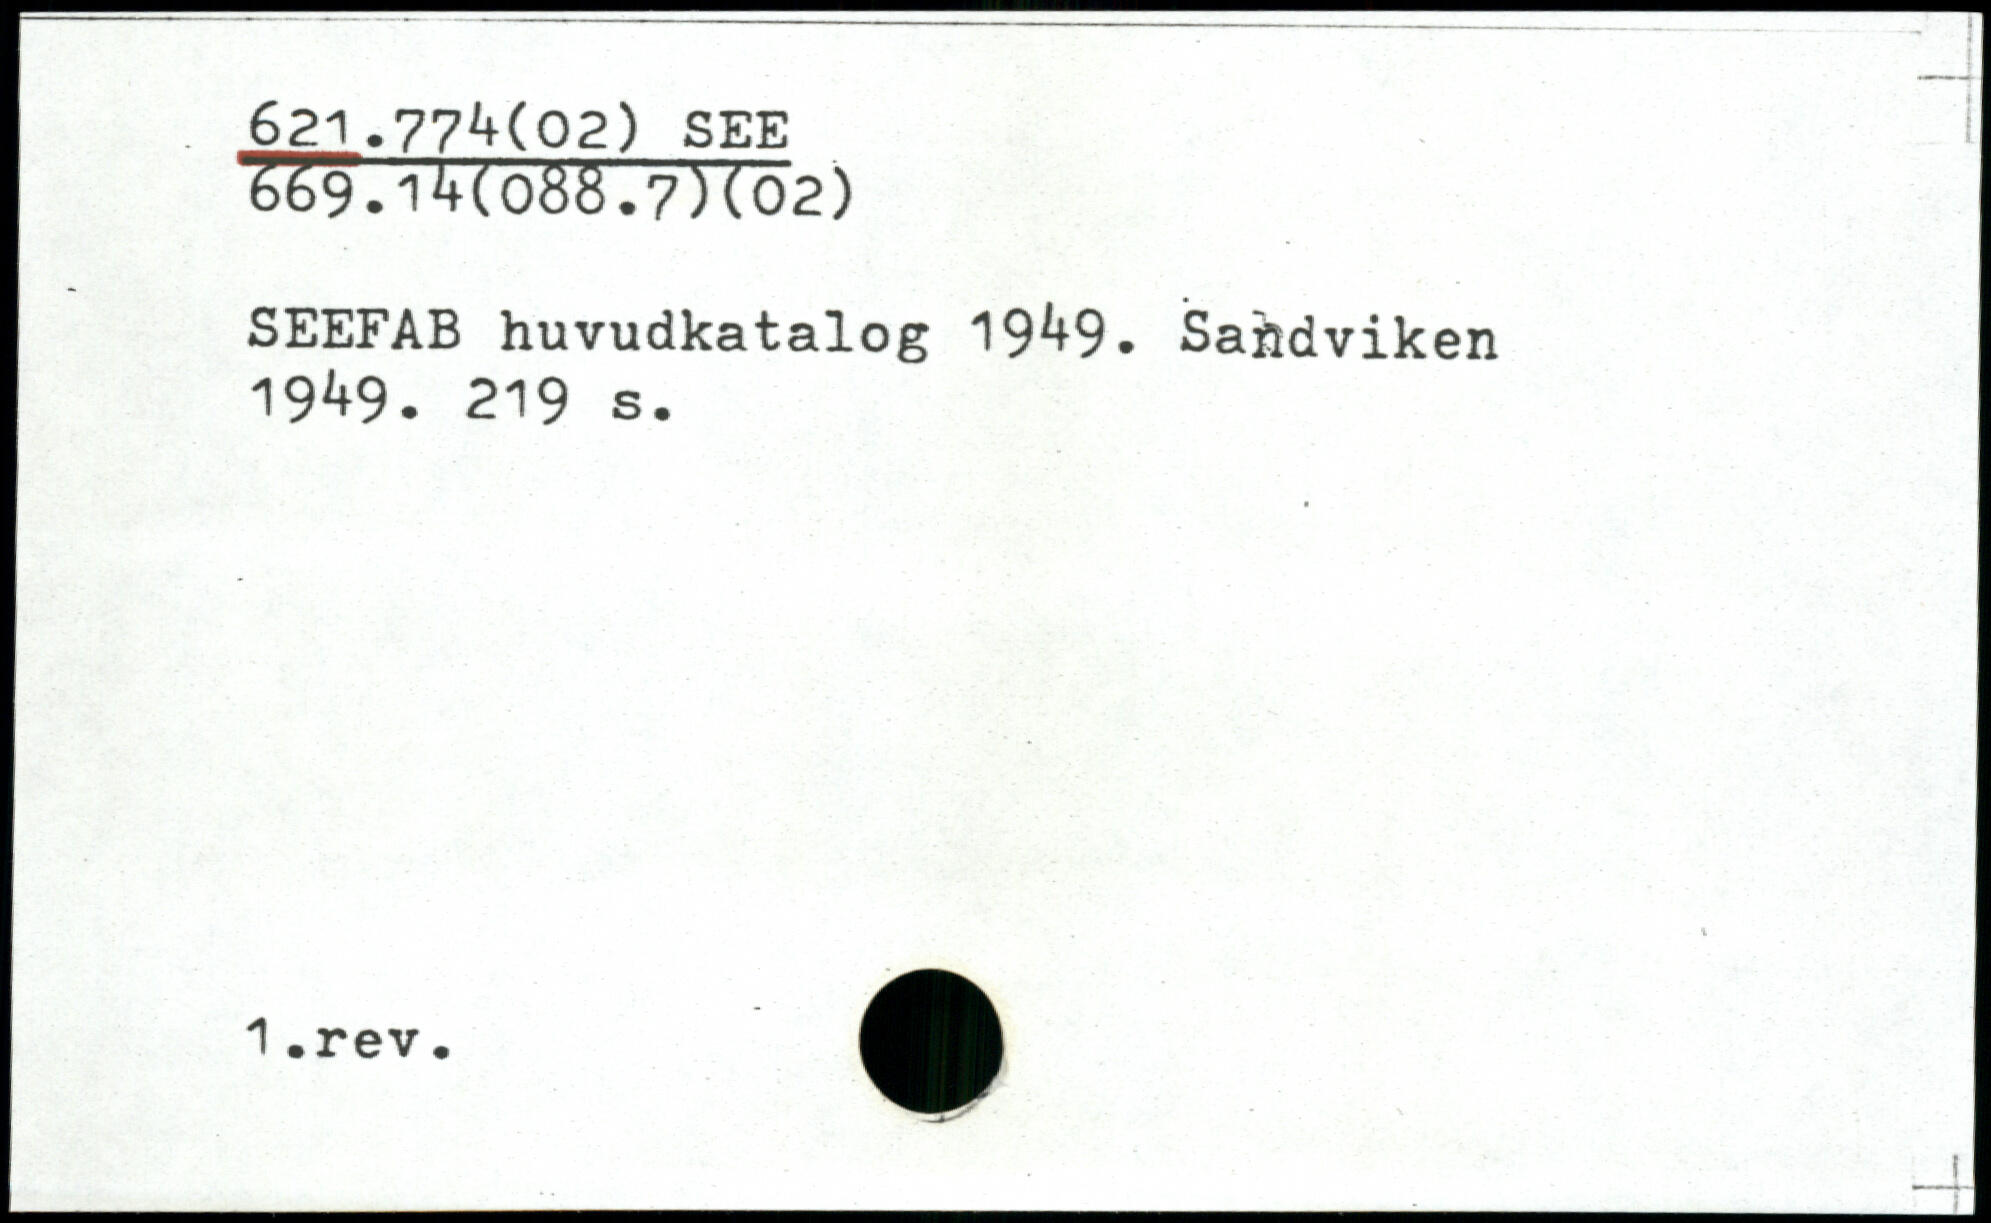 621.774(02) SEE
669.14(088.7)(02)
SEEFAB huvudkatalog 1949. Sandviken
1949. 219 s.
1.rev.